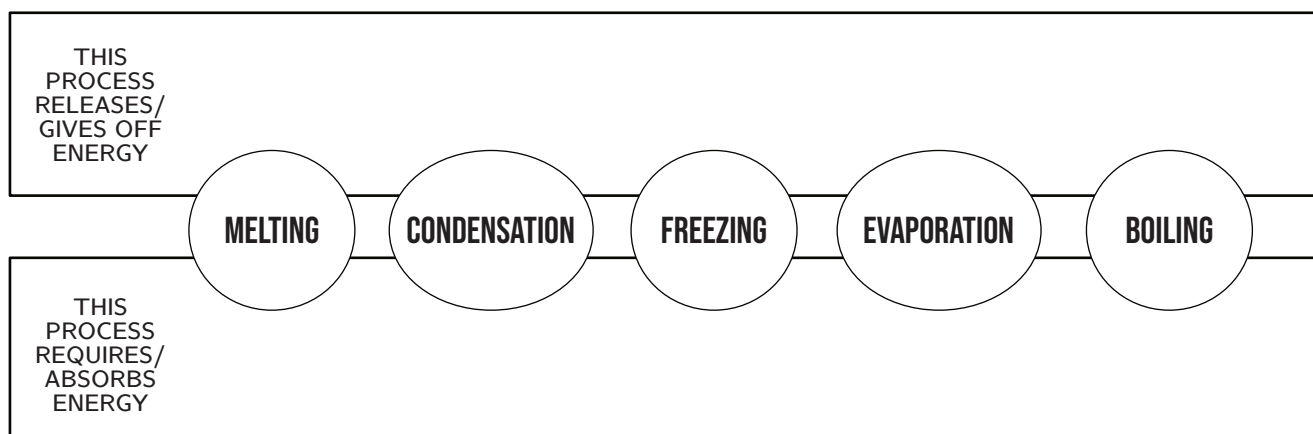 THIS
PROCESS
RELEASES/
GIVES OFF
ENERGY
MELTING
CONDENSATION
FREEZING
EVAPORATION
BOILING
THIS
PROCESS
REQUIRES/
ABSORBS
ENERGY